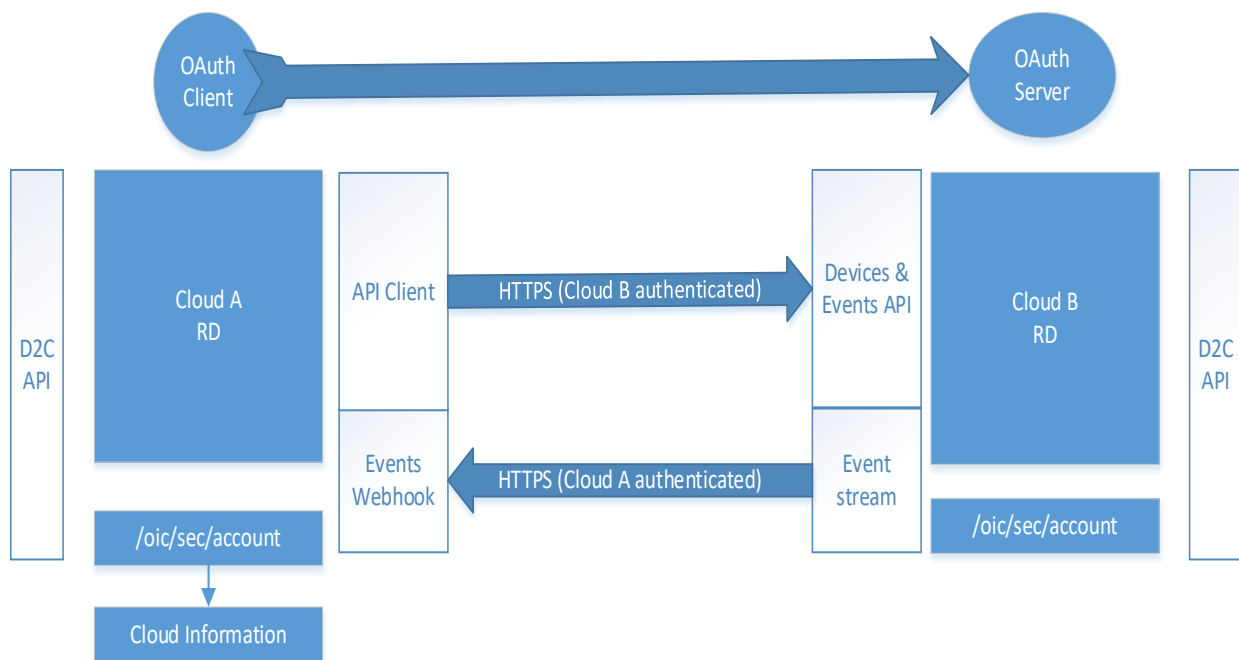 OAuth
Client
OAuth
Server
D2C
API
Cloud A
RD
API Client
HTTPS (Cloud B authenticated)
Devices &
Events API
Cloud B
RD
D2C
API
Events
Webhook
HTTPS (Cloud A authenticated)
Event
stream
/oic/sec/account
/oic/sec/account
Cloud Information